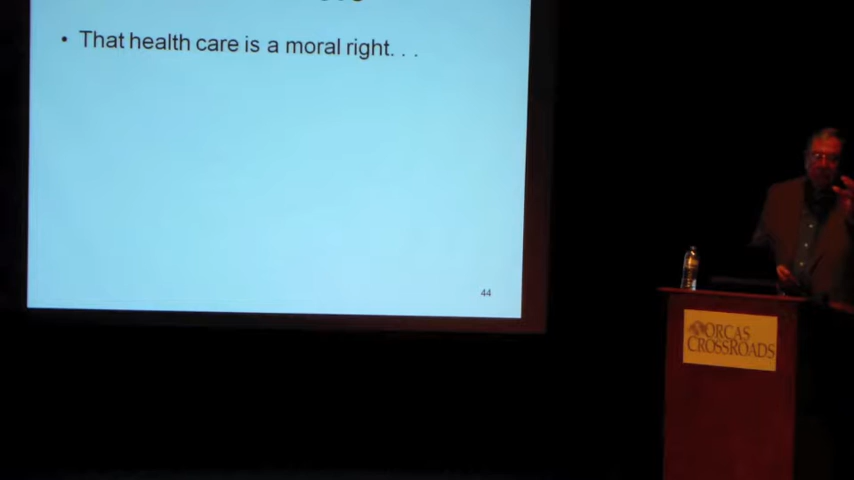 • That health care is a moral right. . .
44
ORCAS
CROSSROADS